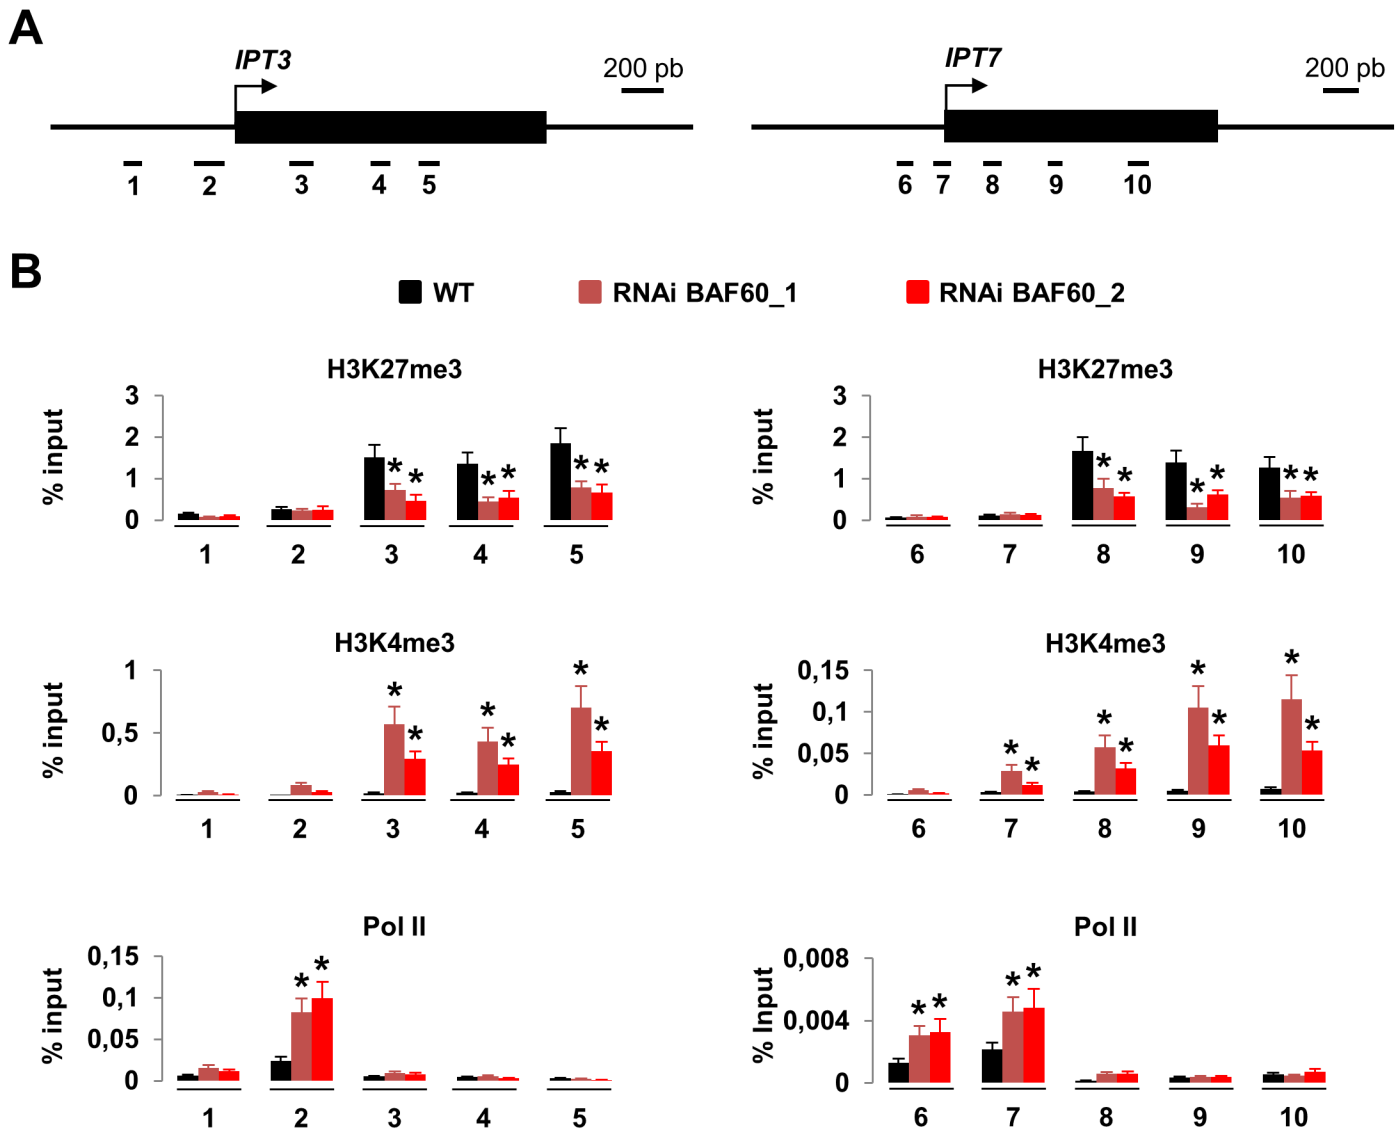 A
IPT3
200 pb
IPT7
200 pb
1 2 3 4 5
6 7 8 9 10
B
WT
RNAi BAF60_1
RNAi BAF60_2
H3K27me3
% input
3
2
1
0
* * * * * *
1 2 3 4 5
H3K27me3
% input
3
2
1
0
* * * * * *
6 7 8 9 10
H3K4me3
% input
1
0,5
0
* * * * * *
1 2 3 4 5
H3K4me3
% input
0,15
0,1
0,05
0
* * * * * * * *
6 7 8 9 10
Pol II
% input
0,15
0,1
0,05
0
* *
1 2 3 4 5
Pol II
% Input
0,008
0,004
0
* * * *
6 7 8 9 10